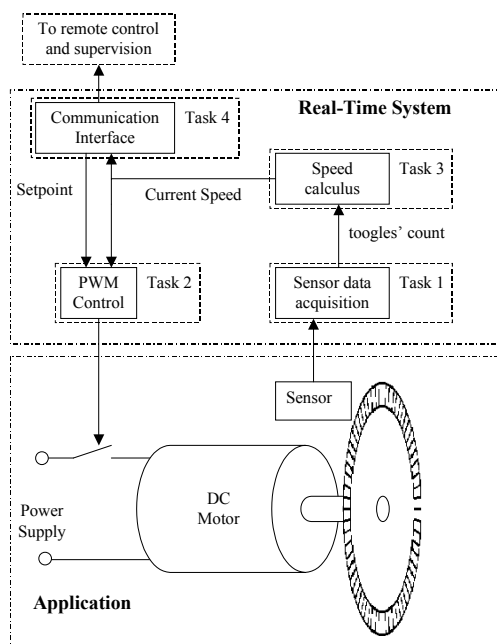 To remote control
and supervision
Real-Time System
Communication
Interface
Task 4
Speed
calculus
Task 3
Setpoint
Current Speed
toogles' count
PWM
Control
Task 2
Sensor data
acquisition
Task 1
Sensor
DC
Motor
Power
Supply
Application